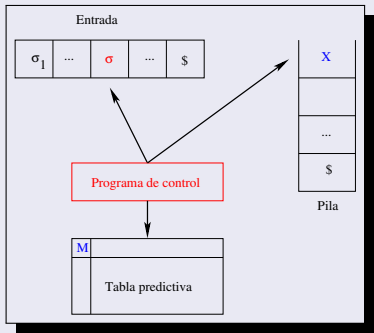 Entrada
σ1 ... σ ... $
X
...
$
Pila
Programa de control
M
Tabla predictiva